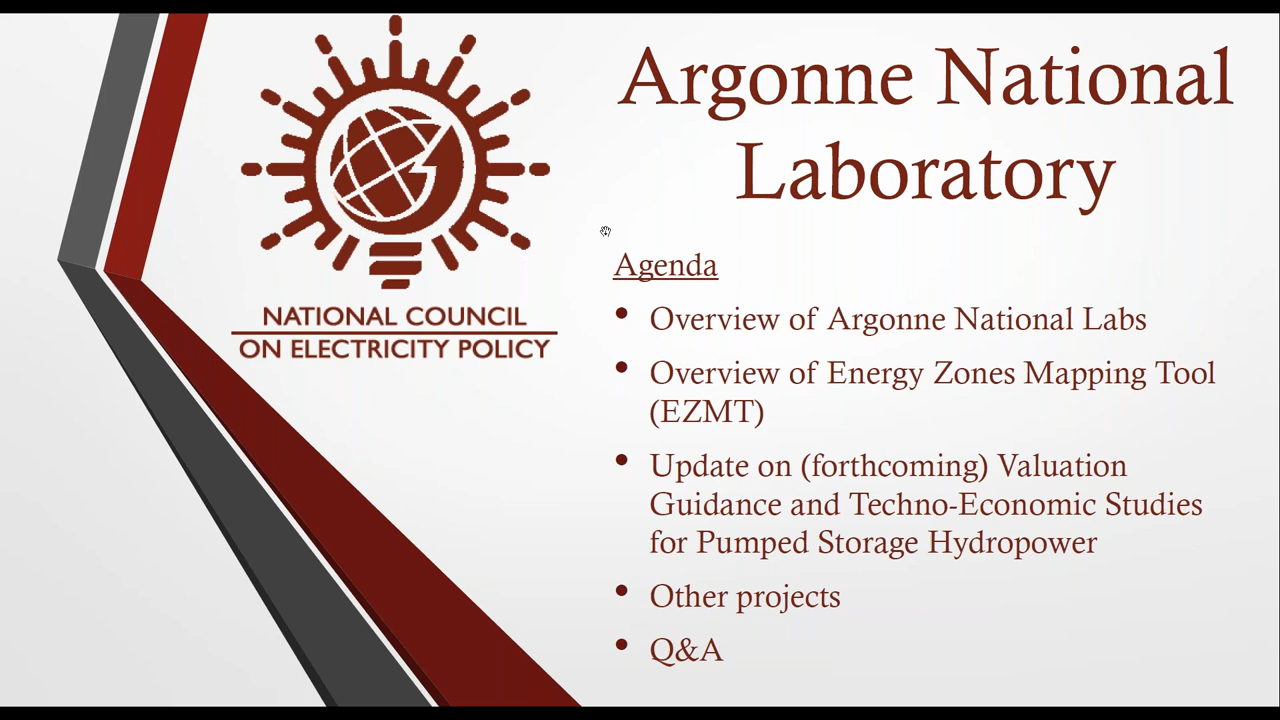 Argonne National
Laboratory
NATIONAL COUNCIL
ON ELECTRICITY POLICY
Agenda
• Overview of Argonne National Labs
• Overview of Energy Zones Mapping Tool
(EZMT)
• Update on (forthcoming) Valuation
Guidance and Techno-Economic Studies
for Pumped Storage Hydropower
• Other projects
• Q&A